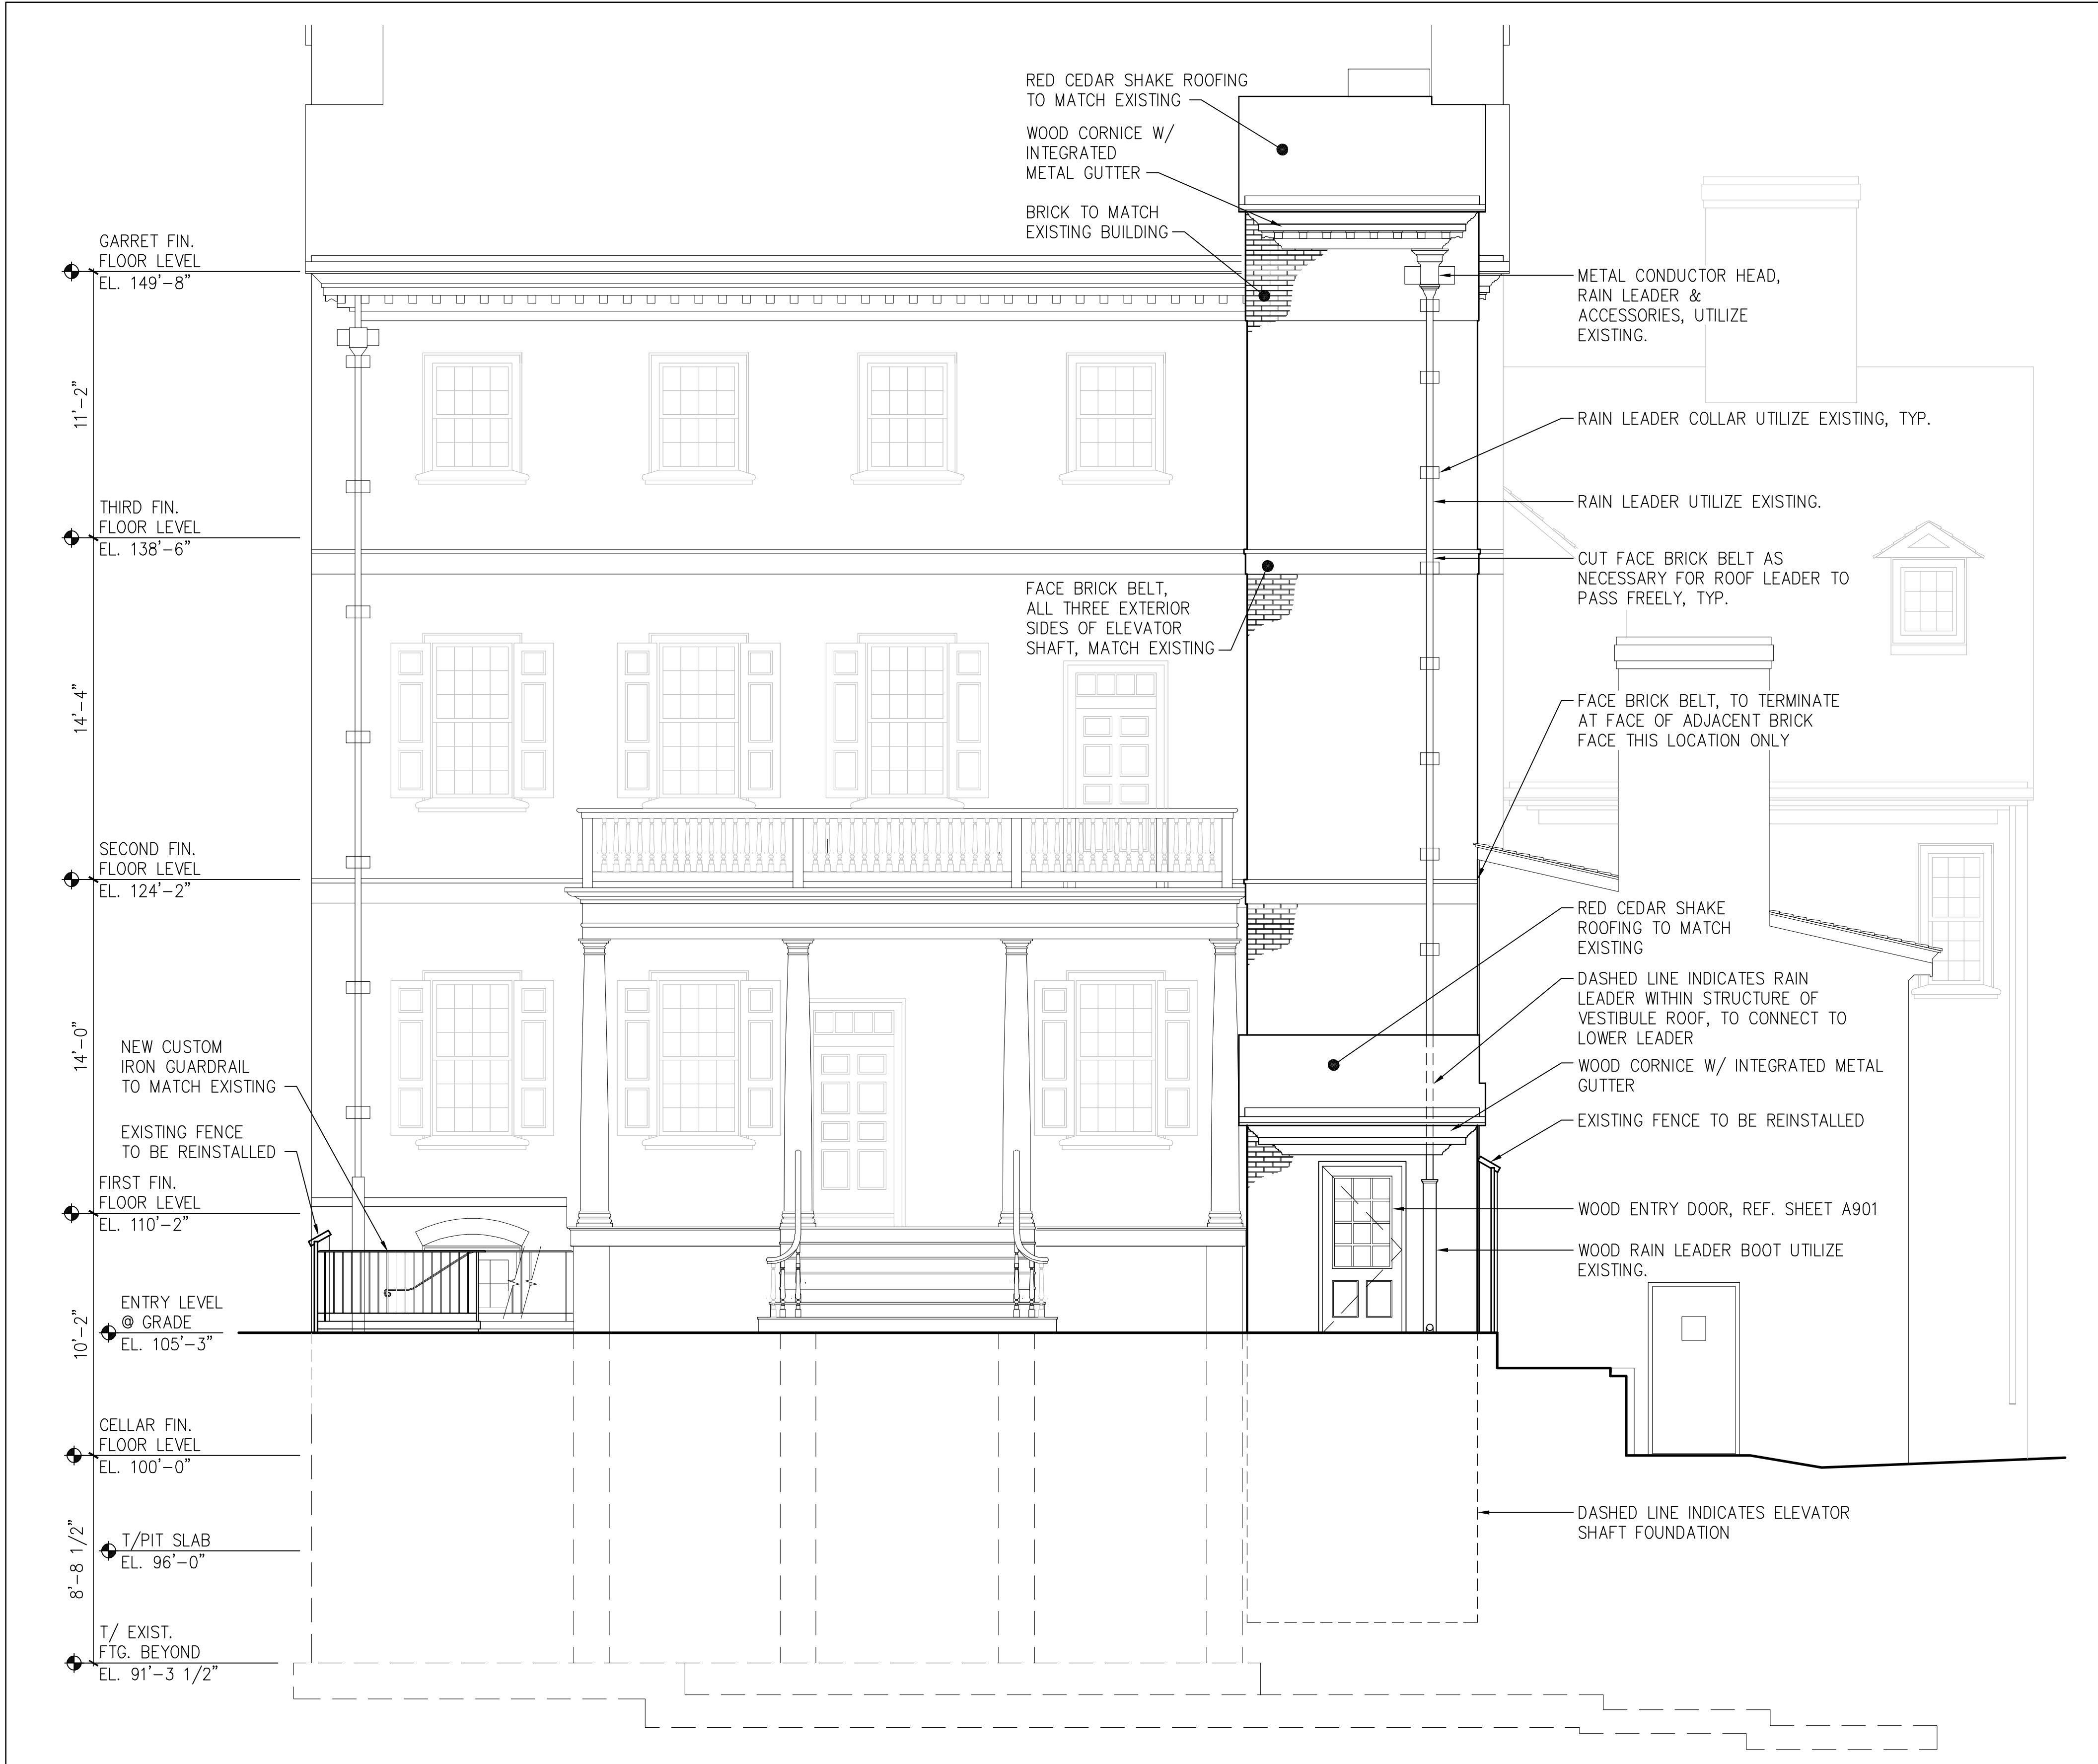 RED CEDAR SHAKE ROOFING
TO MATCH EXISTING
WOOD CORNICE W/
INTEGRATED
METAL GUTTER
BRICK TO MATCH
EXISTING BUILDING
GARRET FIN.
FLOOR LEVEL
EL. 149'-8"
METAL CONDUCTOR HEAD,
RAIN LEADER &
ACCESSORIES, UTILIZE
EXISTING.
11'-2"
RAIN LEADER COLLAR UTILIZE EXISTING, TYP.
THIRD FIN.
FLOOR LEVEL
EL. 138'-6"
RAIN LEADER UTILIZE EXISTING.
CUT FACE BRICK BELT AS
NECESSARY FOR ROOF LEADER TO
PASS FREELY, TYP.
FACE BRICK BELT,
ALL THREE EXTERIOR
SIDES OF ELEVATOR
SHAFT, MATCH EXISTING
14'-4"
FACE BRICK BELT, TO TERMINATE
AT FACE OF ADJACENT BRICK
FACE THIS LOCATION ONLY
SECOND FIN.
FLOOR LEVEL
EL. 124'-2"
RED CEDAR SHAKE
ROOFING TO MATCH
EXISTING
DASHED LINE INDICATES RAIN
LEADER WITHIN STRUCTURE OF
VESTIBULE ROOF, TO CONNECT TO
LOWER LEADER
14'-0"
NEW CUSTOM
IRON GUARDRAIL
TO MATCH EXISTING
WOOD CORNICE W/ INTEGRATED METAL
GUTTER
EXISTING FENCE
TO BE REINSTALLED
EXISTING FENCE TO BE REINSTALLED
FIRST FIN.
FLOOR LEVEL
EL. 110'-2"
WOOD ENTRY DOOR, REF. SHEET A901
WOOD RAIN LEADER BOOT UTILIZE
EXISTING.
ENTRY LEVEL
@ GRADE
EL. 105'-3"
10'-2"
CELLAR FIN.
FLOOR LEVEL
EL. 100'-0"
DASHED LINE INDICATES ELEVATOR
SHAFT FOUNDATION
T/PIT SLAB
EL. 96'-0"
8'-8 1/2"
T/ EXIST.
FTG. BEYOND
EL. 91'-3 1/2"